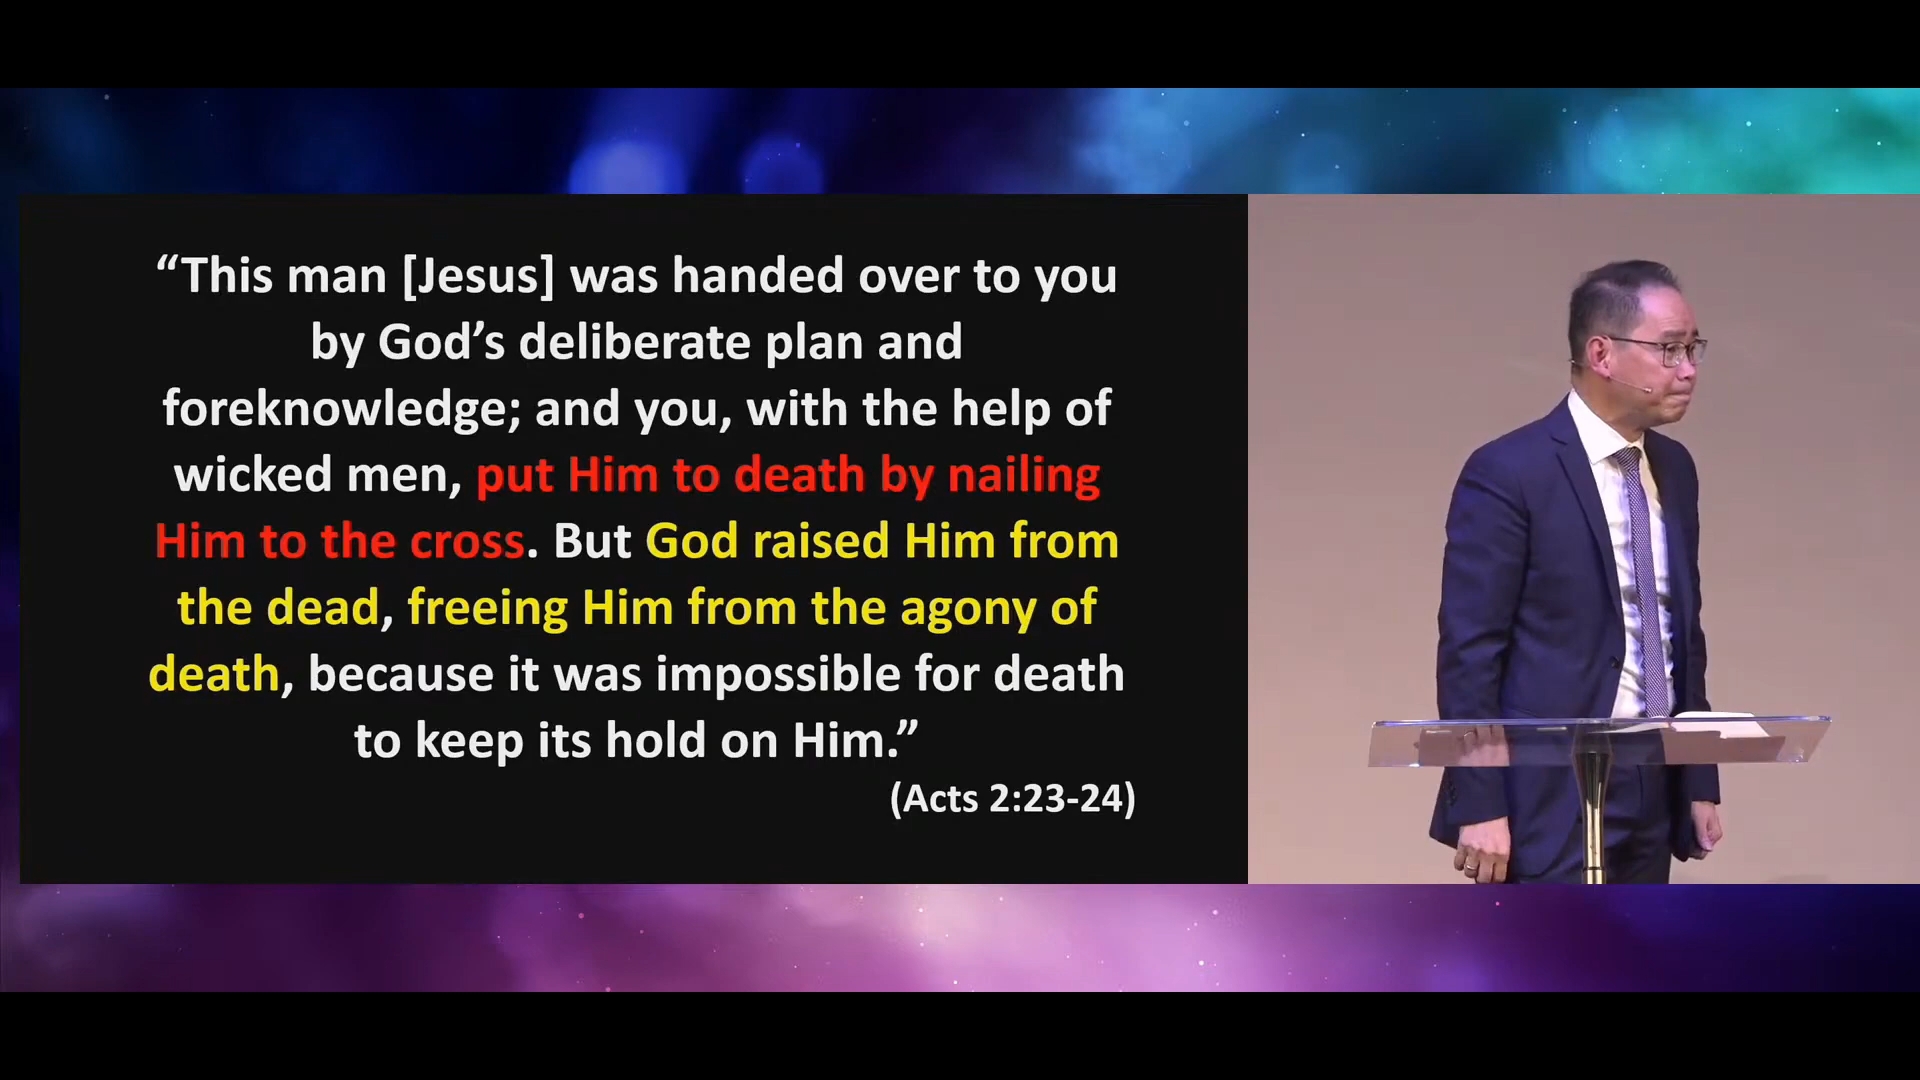 “This man [Jesus] was handed over to you
by God’s deliberate plan and
foreknowledge; and you, with the help of
wicked men, put Him to death by nailing
Him to the cross. But God raised Him from
the dead, freeing Him from the agony of
death, because it was impossible for death
to keep its hold on Him.”
(Acts 2:23-24)